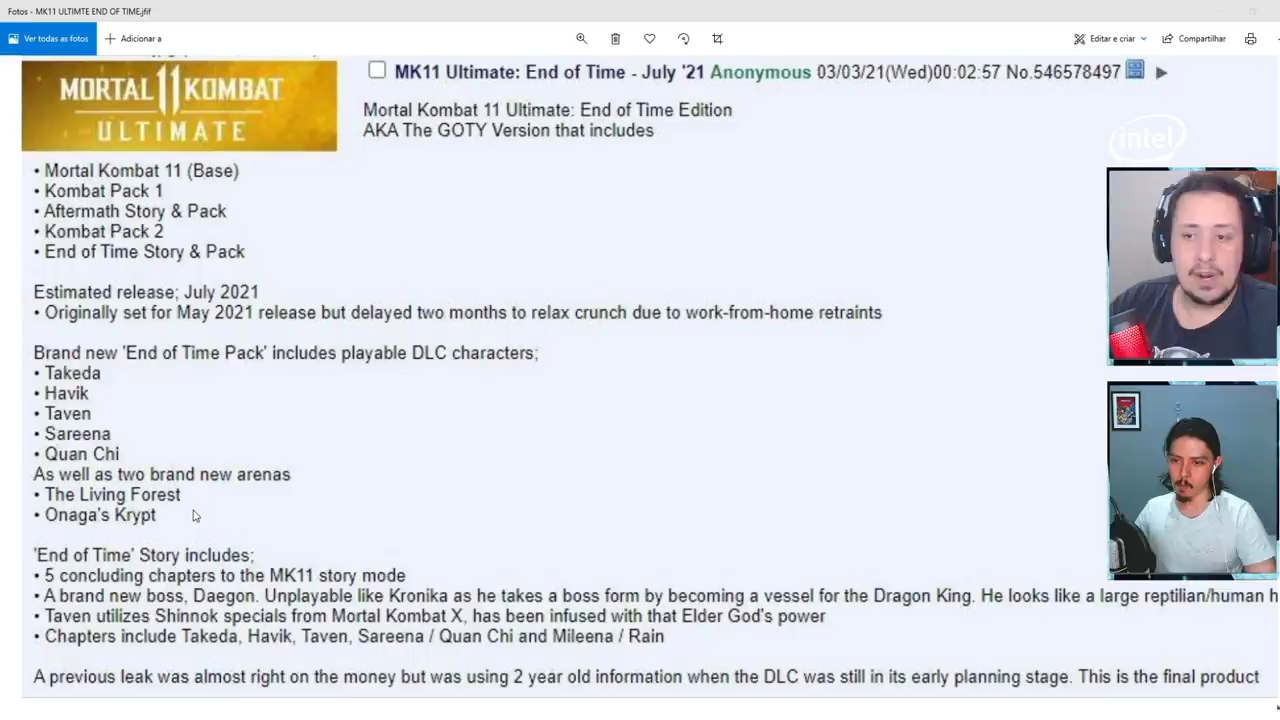 Fotos - MK11 ULTIMTE END OF TIME.jfif
Ver todas as fotos
Adicionar a
Editar e criar
Compartilhar
MORTAL 11 KOMBAT
ULTIMATE
MK11 Ultimate: End of Time - July '21 Anonymous 03/03/21(Wed)00:02:57 No.546578497
Mortal Kombat 11 Ultimate: End of Time Edition
AKA The GOTY Version that includes
intel
• Mortal Kombat 11 (Base)
• Kombat Pack 1
• Aftermath Story & Pack
• Kombat Pack 2
• End of Time Story & Pack
Estimated release; July 2021
• Originally set for May 2021 release but delayed two months to relax crunch due to work-from-home retraints
Brand new 'End of Time Pack' includes playable DLC characters;
• Takeda
• Havik
• Taven
• Sareena
• Quan Chi
As well as two brand new arenas
• The Living Forest
• Onaga's Krypt
'End of Time' Story includes;
• 5 concluding chapters to the MK11 story mode
• A brand new boss, Daegon. Unplayable like Kronika as he takes a boss form by becoming a vessel for the Dragon King. He looks like a large reptilian/human h
• Taven utilizes Shinnok specials from Mortal Kombat X, has been infused with that Elder God's power
• Chapters include Takeda, Havik, Taven, Sareena / Quan Chi and Mileena / Rain
A previous leak was almost right on the money but was using 2 year old information when the DLC was still in its early planning stage. This is the final product